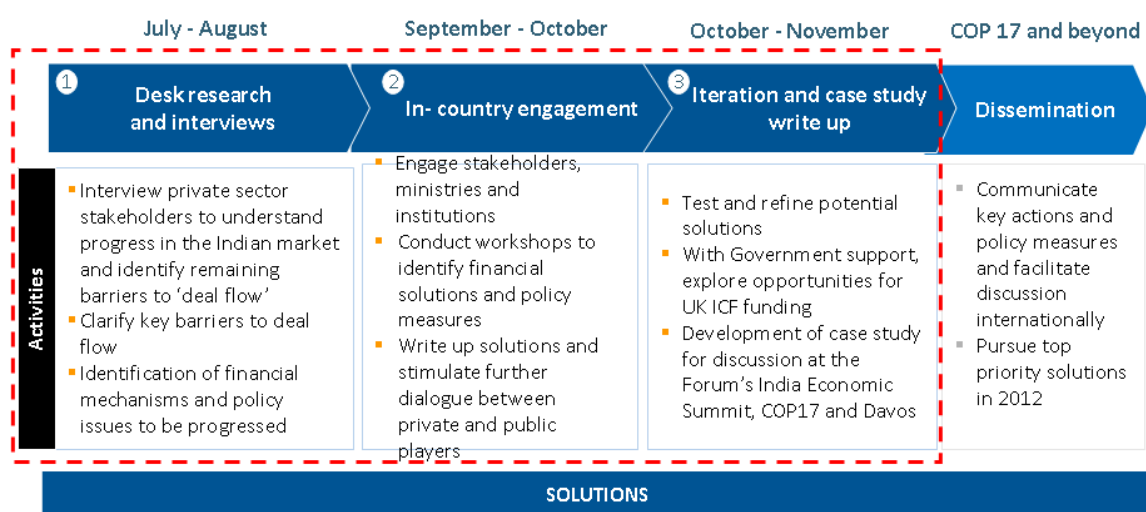 July - August
September - October
October - November
COP 17 and beyond
1
Desk research
and interviews
2
In- country engagement
3
Iteration and case study
write up
Dissemination
Activities
▪ Interview private sector
stakeholders to understand
progress in the Indian market
and identify remaining
barriers to ‘deal flow’
▪ Clarify key barriers to deal
flow
▪ Identification of financial
mechanisms and policy
issues to be progressed
▪ Engage stakeholders,
ministries and
institutions
▪ Conduct workshops to
identify financial
solutions and policy
measures
▪ Write up solutions and
stimulate further
dialogue between
private and public
players
▪ Test and refine potential
solutions
▪ With Government support,
explore opportunities for
UK ICF funding
▪ Development of case study
for discussion at the
Forum’s India Economic
Summit, COP17 and Davos
▪ Communicate
key actions and
policy measures
and facilitate
discussion
internationally
▪ Pursue top
priority solutions
in 2012
SOLUTIONS